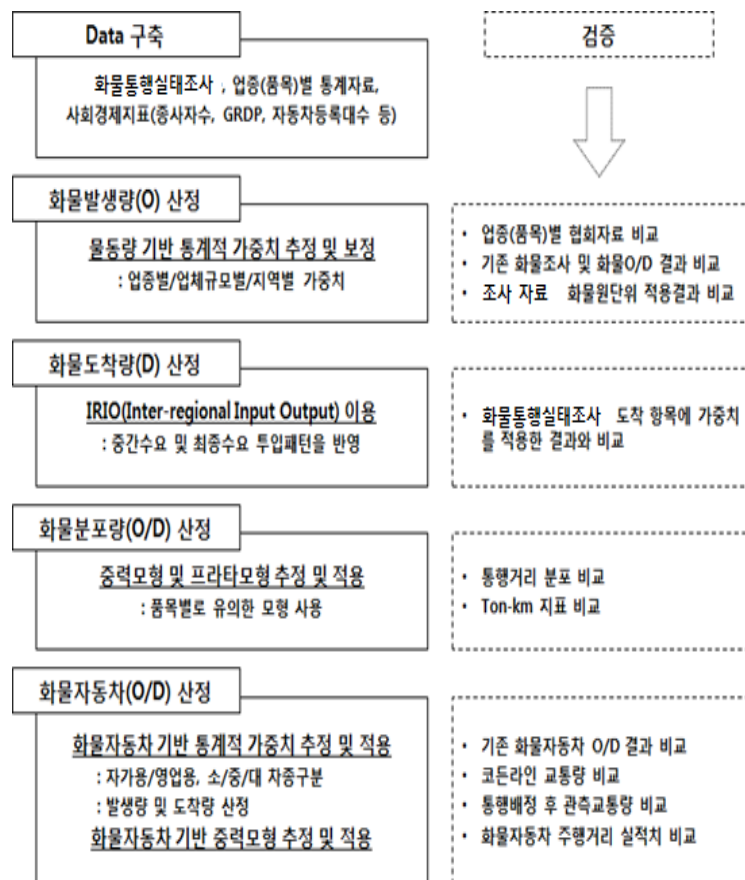 Data 구축
검증
화물통행실태조사 , 업종(품목)별 통계자료,
사회경제지표(종사자수, GRDP, 자동차등록대수 등)
화물발생량(O) 산정
물동량 기반 통계적 가중치 추정 및 보정
: 업종별/업체규모별/지역별 가중치
• 업종(품목)별 협회자료 비교
• 기존 화물조사 및 화물O/D 결과 비교
• 조사 자료 화물원단위 적용결과 비교
화물도착량(D) 산정
IRIO(Inter-regional Input Output) 이용
: 중간수요 및 최종수요 투입패턴을 반영
• 화물통행실태조사 도착 항목에 가중치
를 적용한 결과와 비교
화물분포량(O/D) 산정
중력모형 및 프라타모형 추정 및 적용
: 품목별로 유의한 모형 사용
• 통행거리 분포 비교
• Ton-km 지표 비교
화물자동차(O/D) 산정
화물자동차 기반 통계적 가중치 추정 및 적용
: 자가용/영업용, 소/중/대 차종구분
: 발생량 및 도착량 산정
화물자동차 기반 중력모형 추정 및 적용
• 기존 화물자동차 O/D 결과 비교
• 코든라인 교통량 비교
• 통행배정 후 관측교통량 비교
• 화물자동차 주행거리 실적치 비교